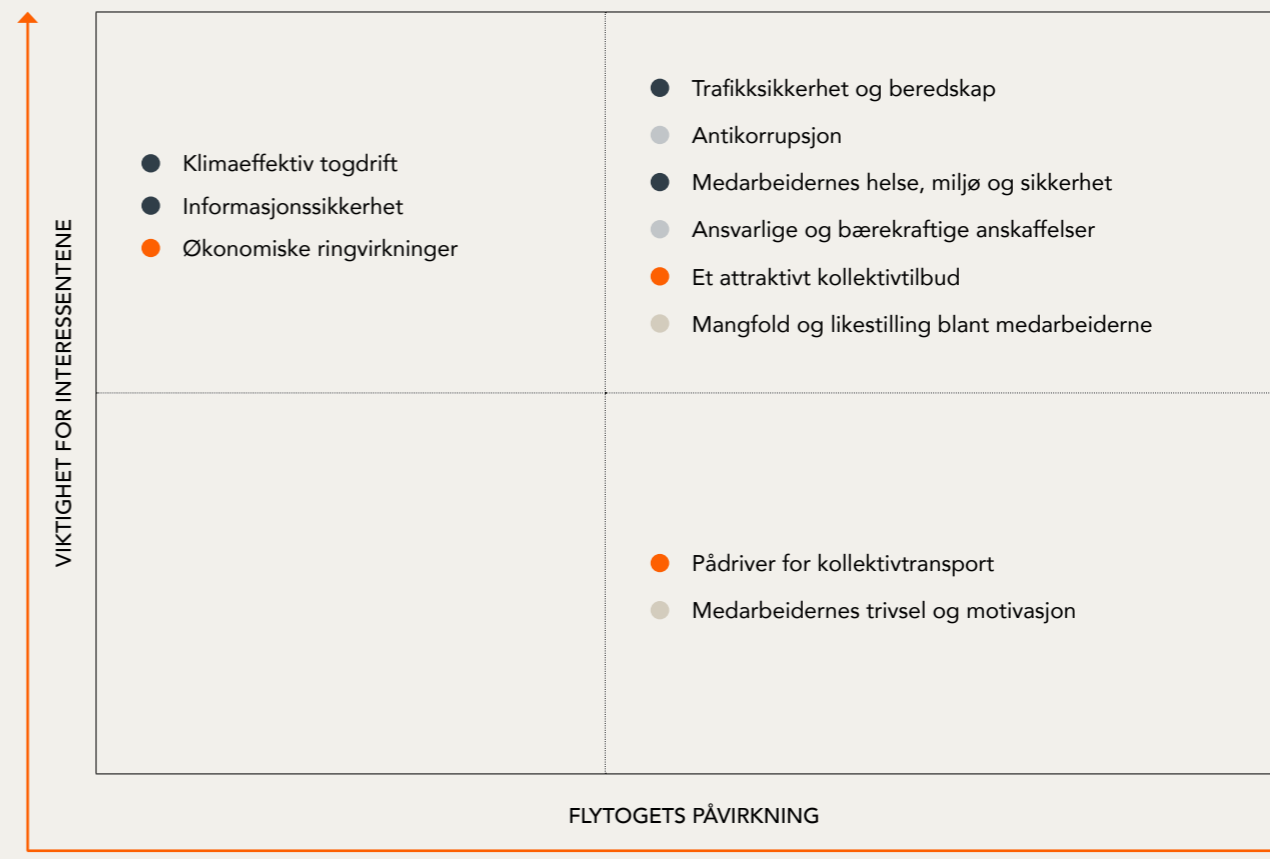 VIKTIGHET FOR INTERESSENTENE
Klimaeffektiv togdrift
Informasjonssikkerhet
Økonomiske ringvirkninger
Trafikksikkerhet og beredskap
Antikorrupsjon
Medarbeidernes helse, miljø og sikkerhet
Ansvarlige og bærekraftige anskaffelser
Et attraktivt kollektivtilbud
Mangfold og likestilling blant medarbeiderne
Pådriver for kollektivtransport
Medarbeidernes trivsel og motivasjon
FLYTOGETS PÅVIRKNING